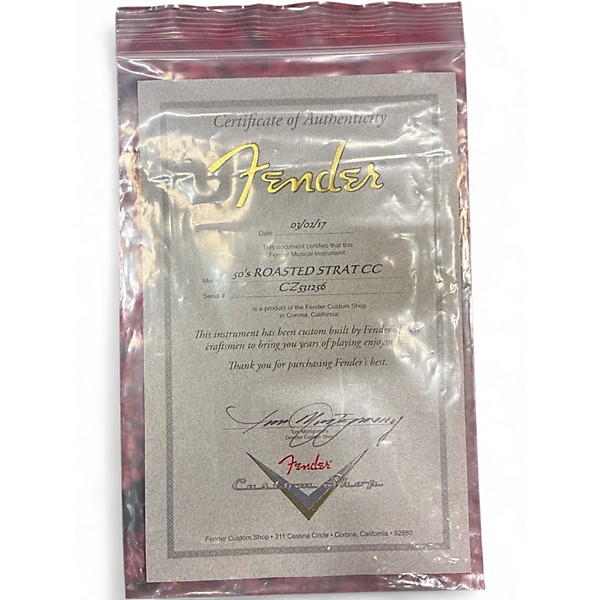 Certificate of Authenticity
Fender®
Date 03/02/17
This document certifies that this
Fender Musical Instrument
Model 50's ROASTED STRAT CC
Serial # CZ531256
is a product of the Fender Custom Shop
in Corona, California.
This instrument has been custom built by Fender's
craftsmen to bring you years of playing enjoyment.
Thank you for purchasing Fender's best.
Director Custom Shop
Fender®
Custom Shop
Fender Custom Shop • 311 Cessna Circle • Corona, California • 92880